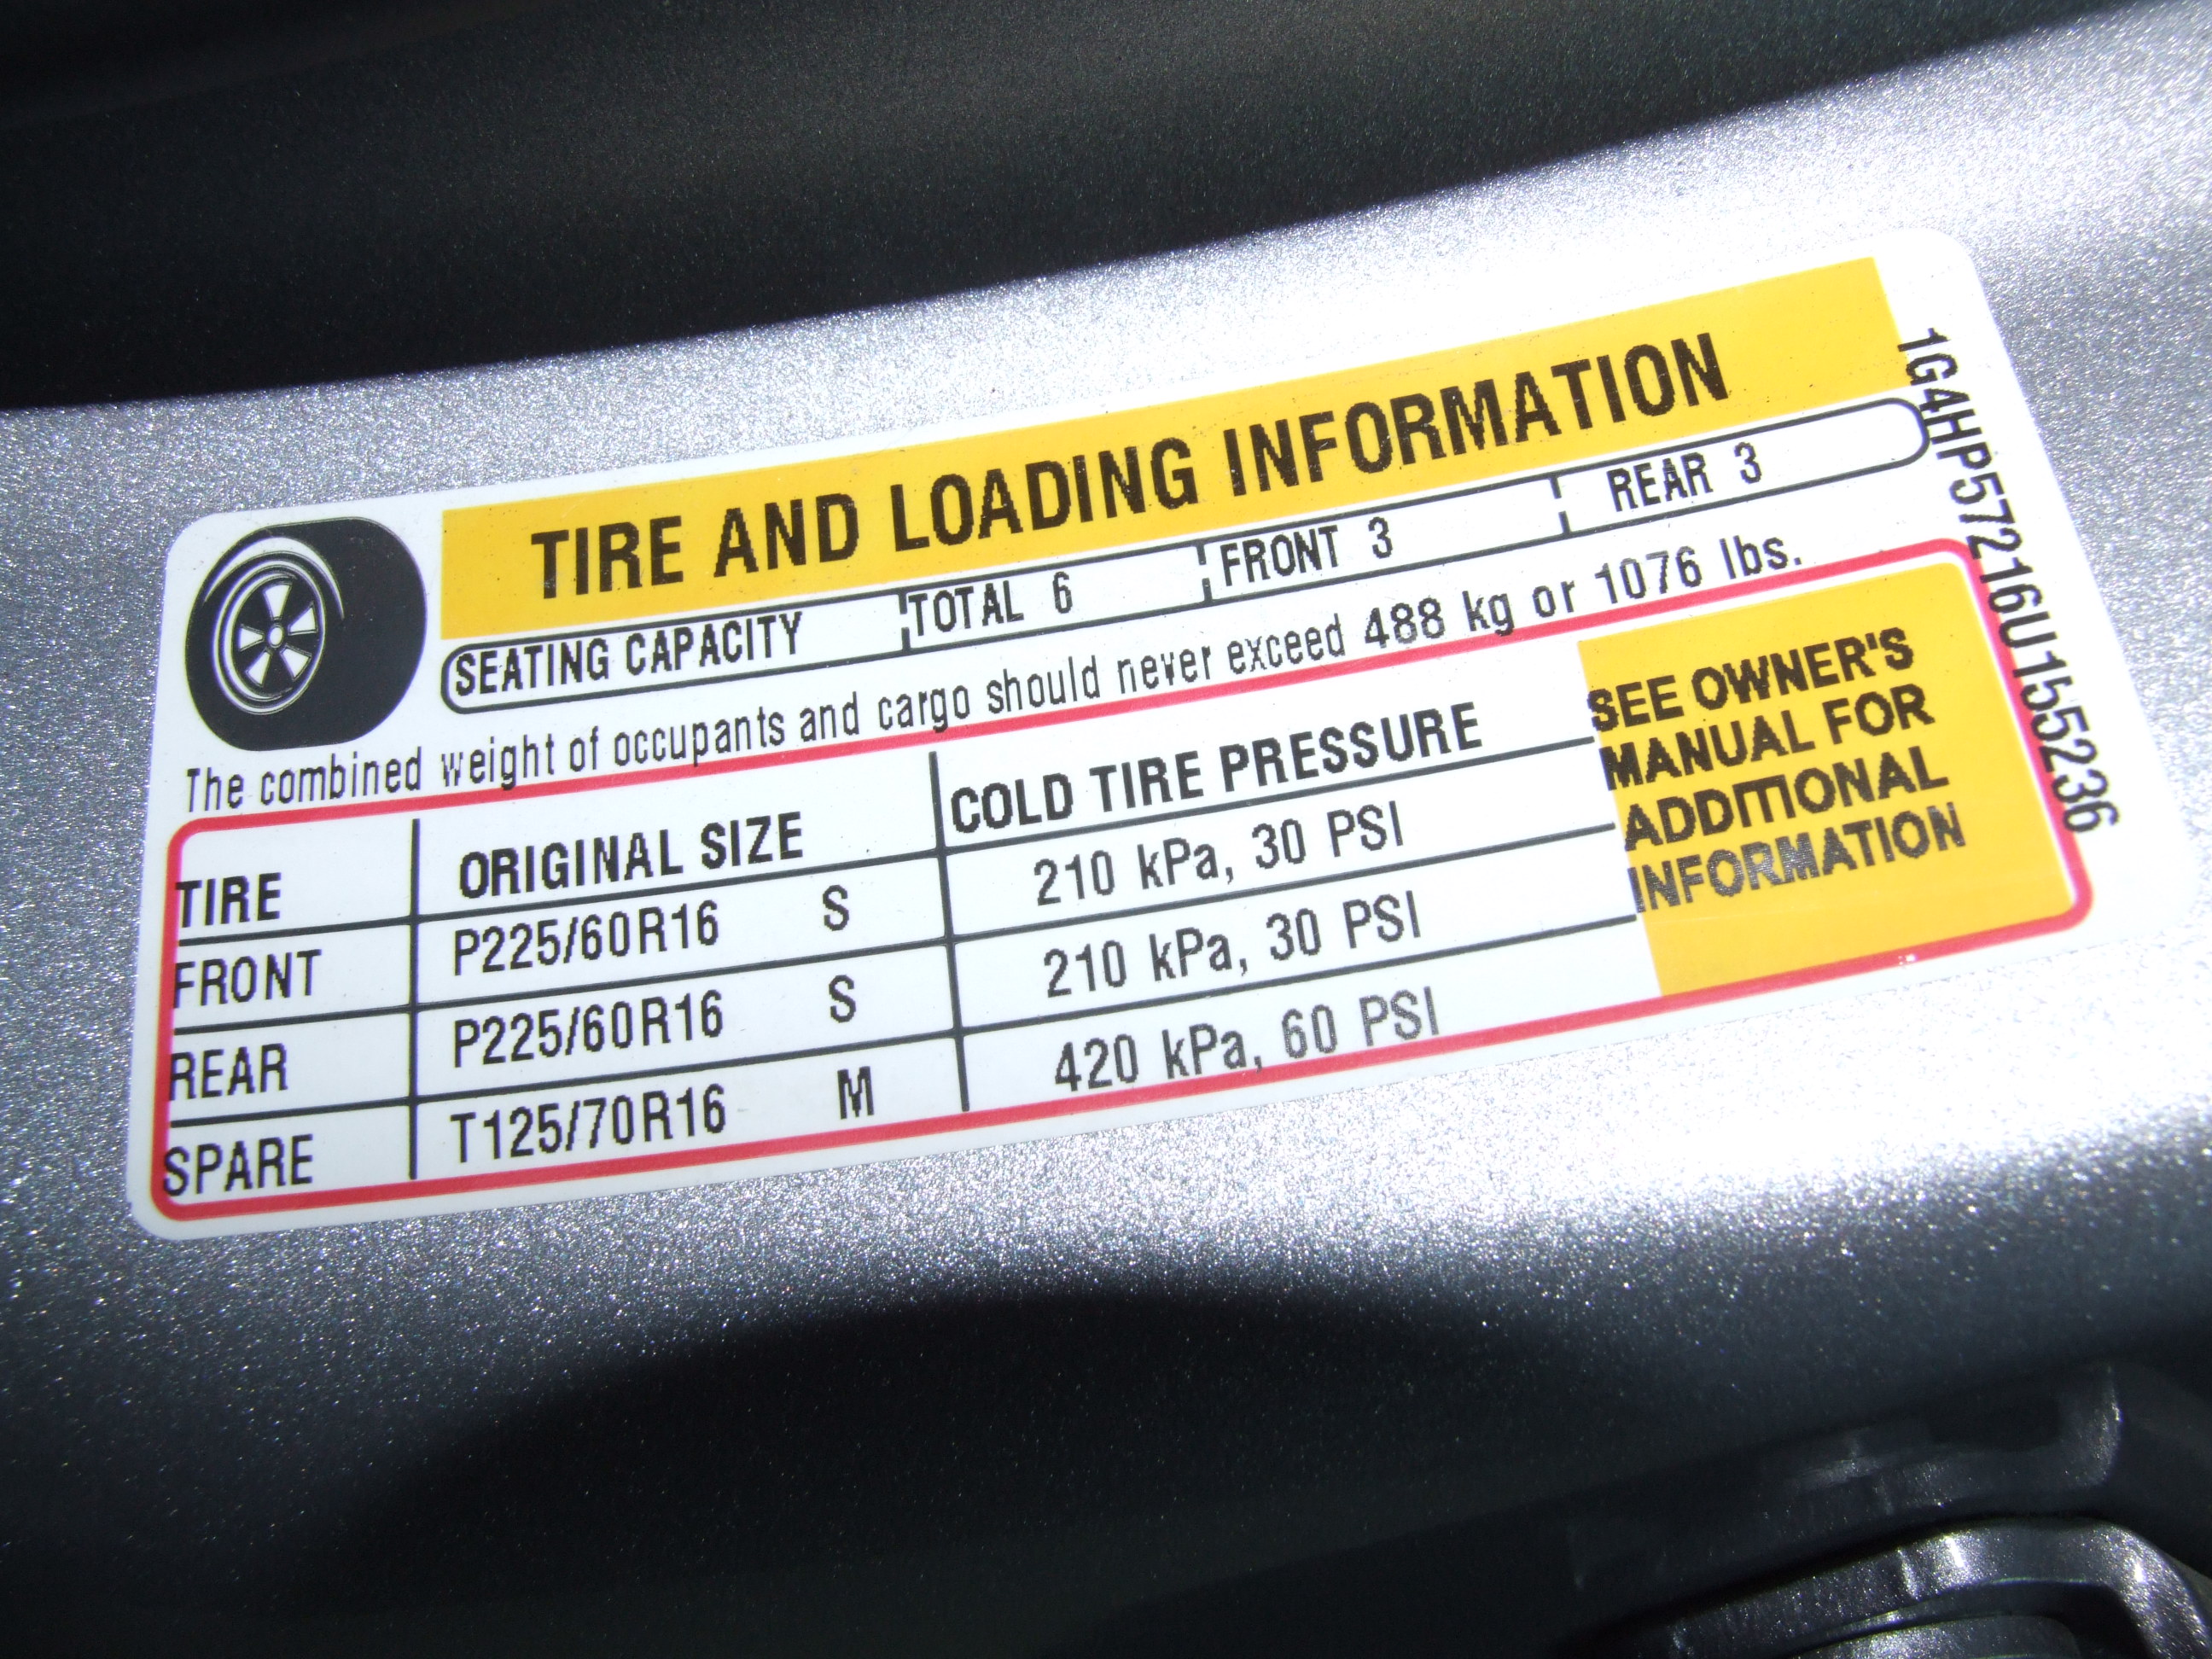 TIRE AND LOADING INFORMATION
SEATING CAPACITY TOTAL 6 FRONT 3 REAR 3
The combined weight of occupants and cargo should never exceed 488 kg or 1076 lbs.
TIRE ORIGINAL SIZE COLD TIRE PRESSURE
FRONT P225/60R16 S 210 kPa, 30 PSI
REAR P225/60R16 S 210 kPa, 30 PSI
SPARE T125/70R16 M 420 kPa, 60 PSI
SEE OWNER'S
MANUAL FOR
ADDITIONAL
INFORMATION
1G4HP57216U155236